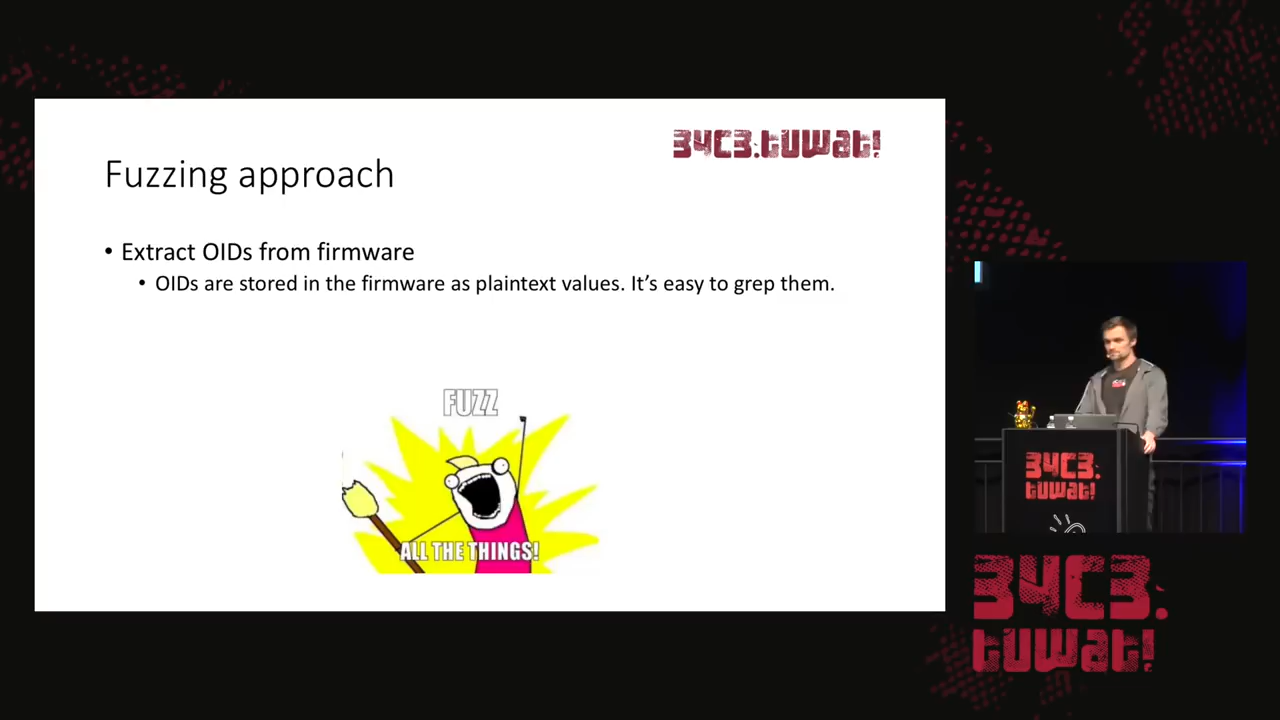 34C3.tuwat!
Fuzzing approach
• Extract OIDs from firmware
• OIDs are stored in the firmware as plaintext values. It’s easy to grep them.
FUZZ
ALL THE THINGS!
34C3.
tuwat!
34C3.
tuwat!